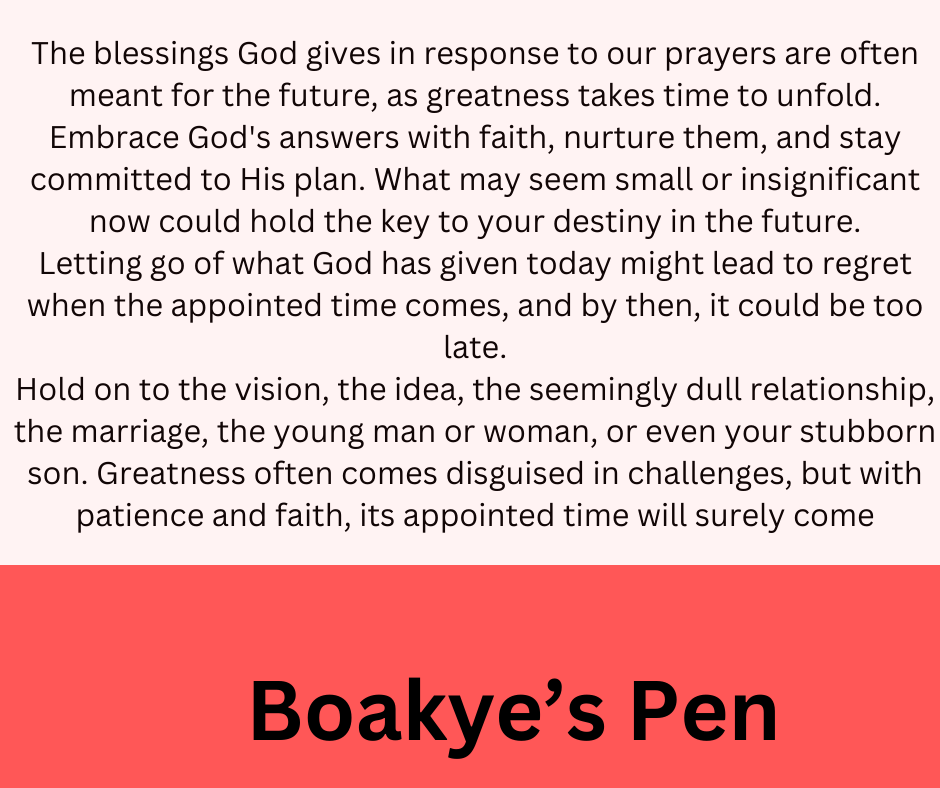 The blessings God gives in response to our prayers are often
meant for the future, as greatness takes time to unfold.
Embrace God's answers with faith, nurture them, and stay
committed to His plan. What may seem small or insignificant
now could hold the key to your destiny in the future.
Letting go of what God has given today might lead to regret
when the appointed time comes, and by then, it could be too
late.
Hold on to the vision, the idea, the seemingly dull relationship,
the marriage, the young man or woman, or even your stubborn
son. Greatness often comes disguised in challenges, but with
patience and faith, its appointed time will surely come
Boakye’s Pen